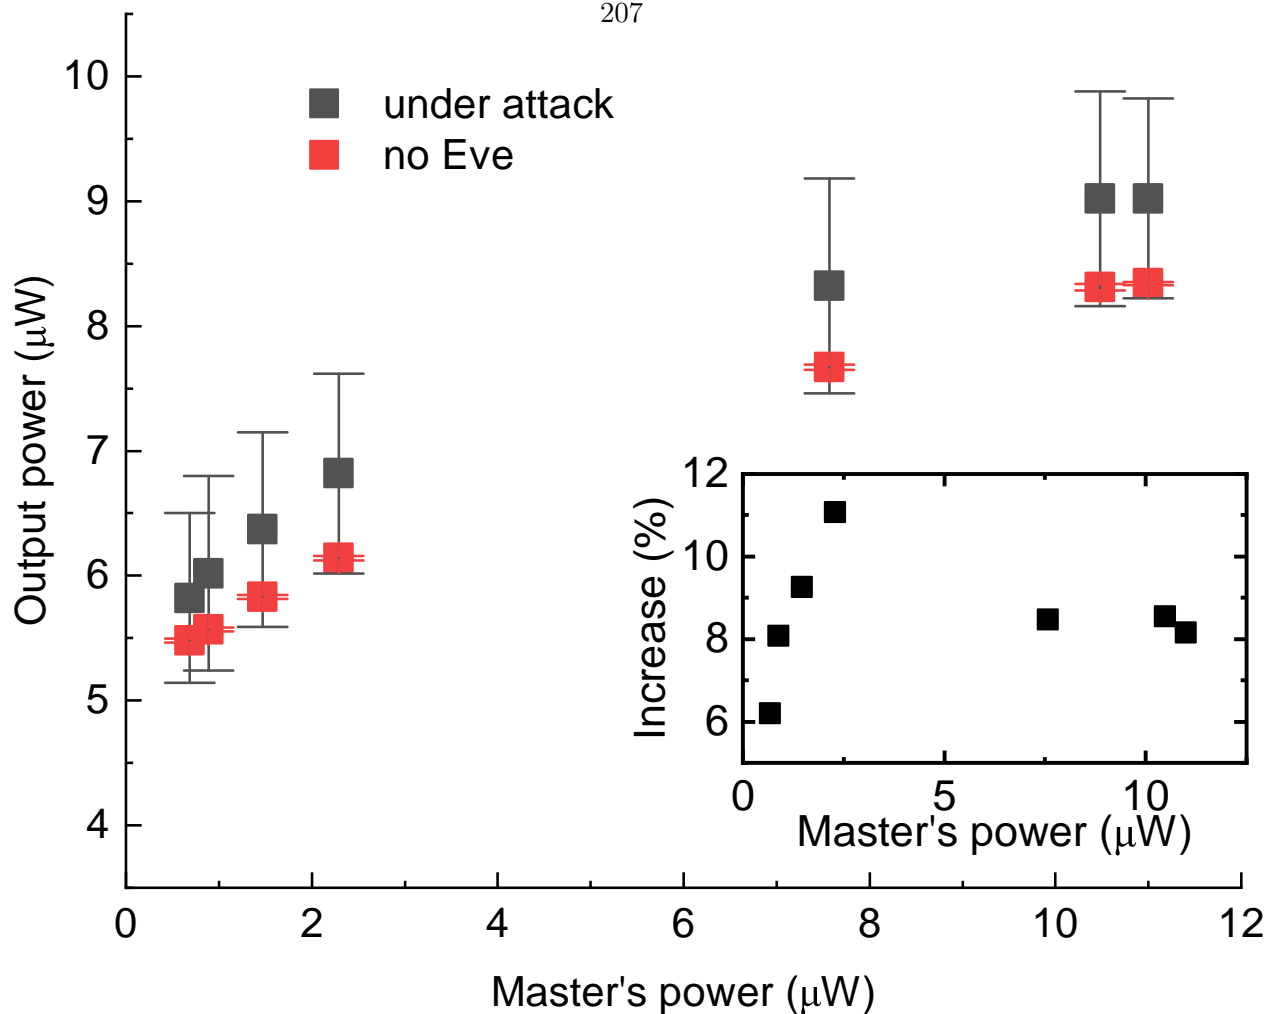 207
10
9
8
7
6
5
4
Output power (μW)
under attack
no Eve
12
10
8
6
Increase (%)
0 5 10
Master's power (μW)
0 2 4 6 8 10 12
Master's power (μW)